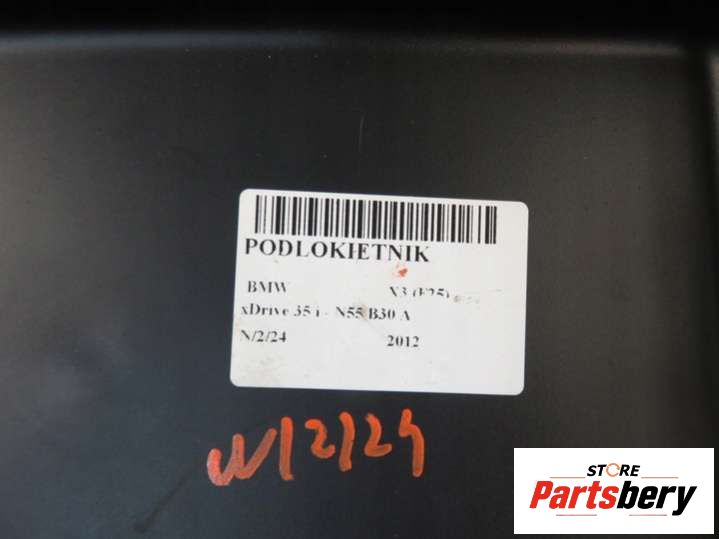 PODLOKIETNIK
BMW X3 (F25)
xDrive 35 i - N55 B30 A
N/2/24 2012
N/2/24
STORE
Partsbery